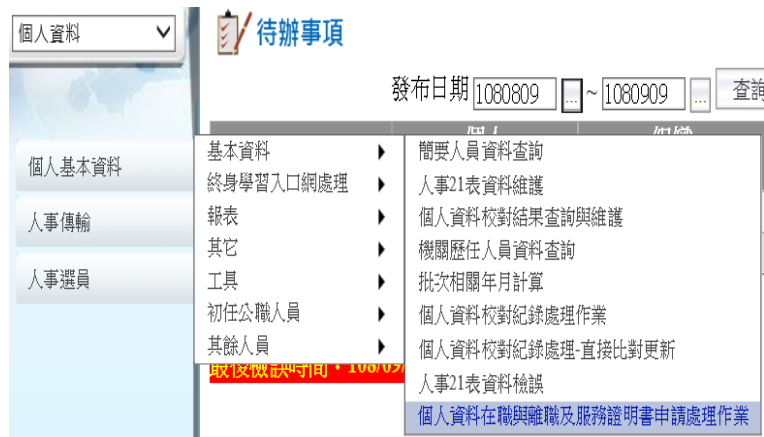 個人資料
待辦事項
發布日期 1080809 ... ~ 1080909 ... 查詢
個人基本資料
人事傳輸
人事選員
基本資料
終身學習入口網處理
報表
其它
工具
初任公職人員
其餘人員
簡要人員資料查詢
人事21表資料維護
個人資料校對結果查詢與維護
機關歷任人員資料查詢
批次相關年月計算
個人資料校對紀錄處理作業
個人資料校對紀錄處理-直接比對更新
人事21表資料檢誤
個人資料在職與離職及服務證明書申請處理作業
最後檢誤時間：108/09/